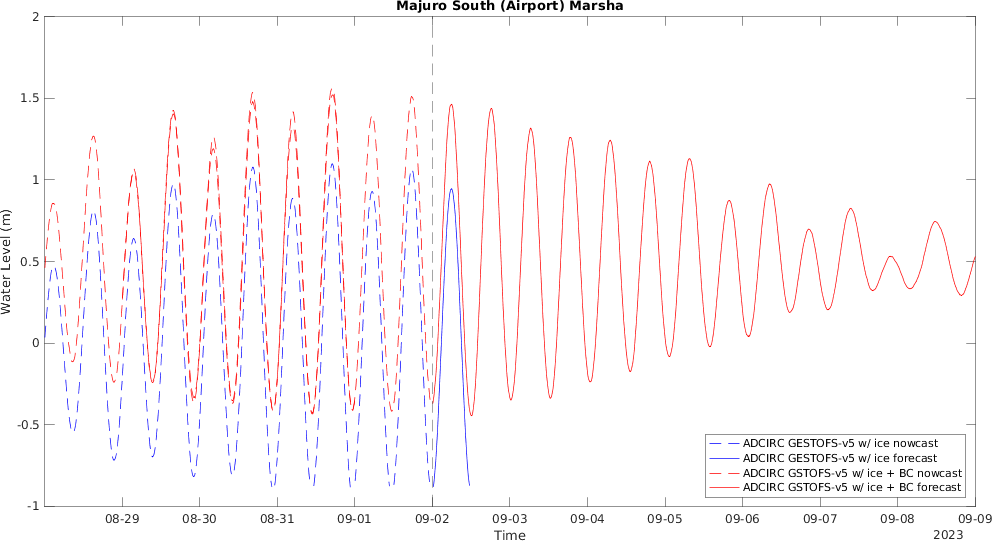 Majuro South (Airport) Marsha
Water Level (m)
2
1.5
1
0.5
0
-0.5
-1
ADCIRC GESTOFS-v5 w/ ice nowcast
ADCIRC GESTOFS-v5 w/ ice forecast
ADCIRC GSTOFS-v5 w/ ice + BC nowcast
ADCIRC GSTOFS-v5 w/ ice + BC forecast
08-29 08-30 08-31 09-01 09-02 09-03 09-04 09-05 09-06 09-07 09-08 09-09
Time
2023